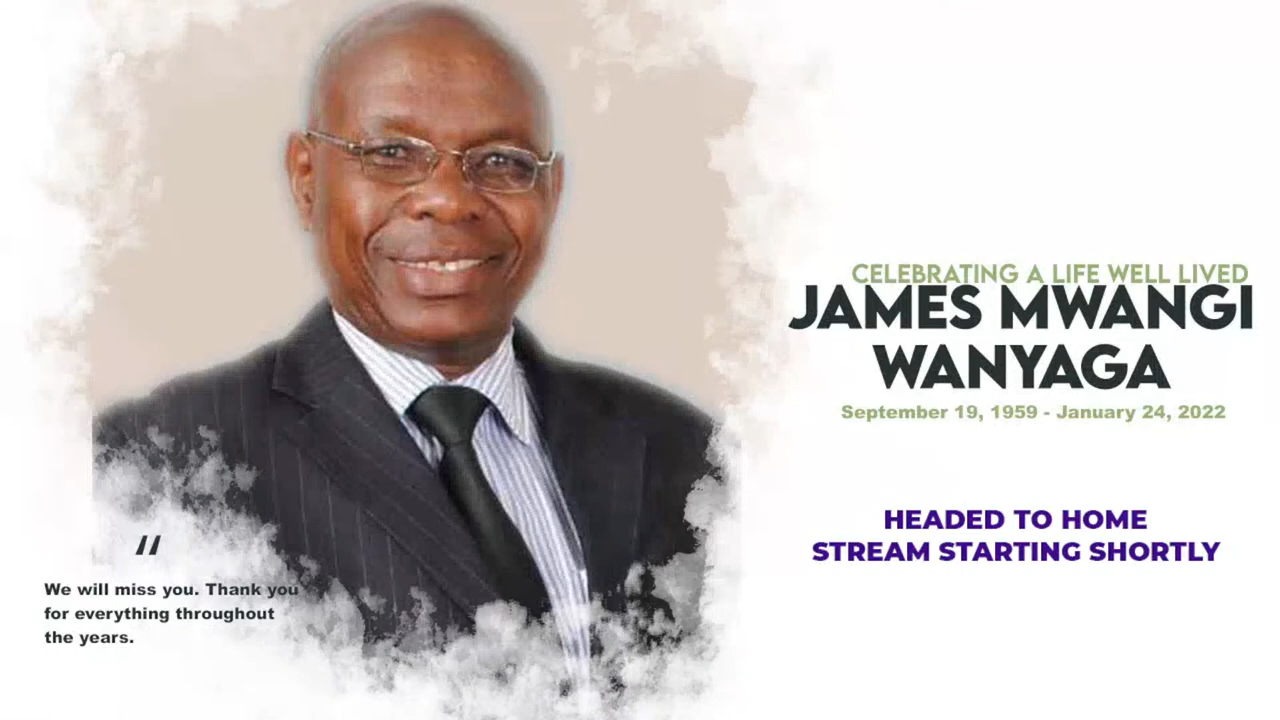 CELEBRATING A LIFE WELL LIVED
JAMES MWANGI
WANYAGA
September 19, 1959 - January 24, 2022
HEADED TO HOME
STREAM STARTING SHORTLY
"
We will miss you. Thank you
for everything throughout
the years.